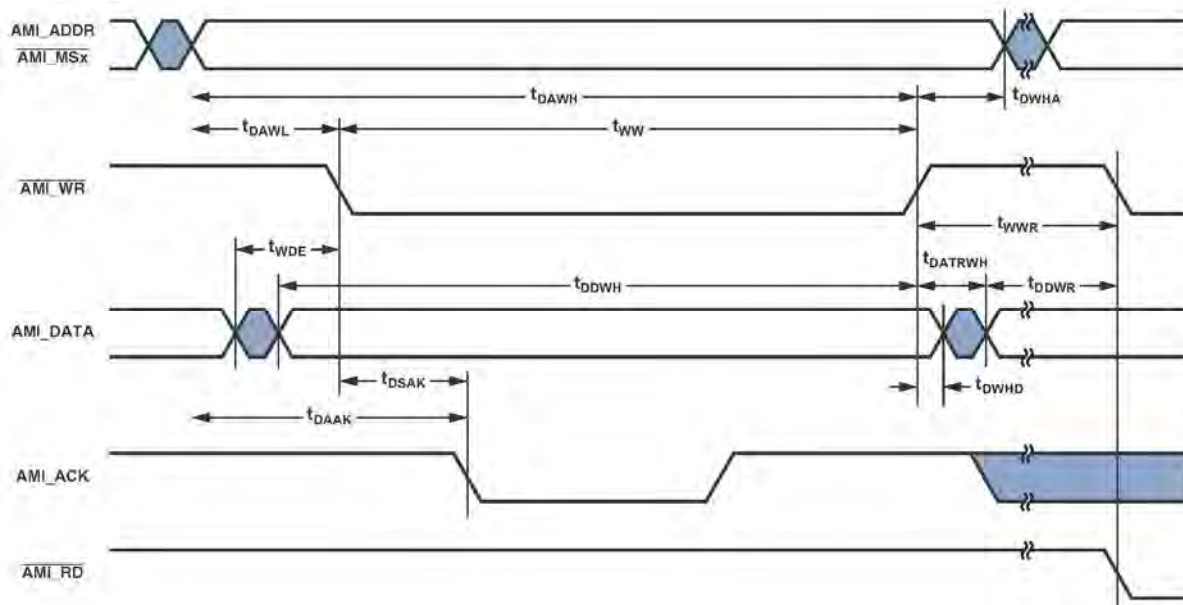 AMI_ADDR
AMI_MSx
tDAWH
tDWHA
tDAWL
tWW
AMI_WR
tWWR
tWDE
tDATRWH
tDDWH
tDDWR
AMI_DATA
tDSAK
tDWHD
tDAAK
AMI_ACK
AMI_RD